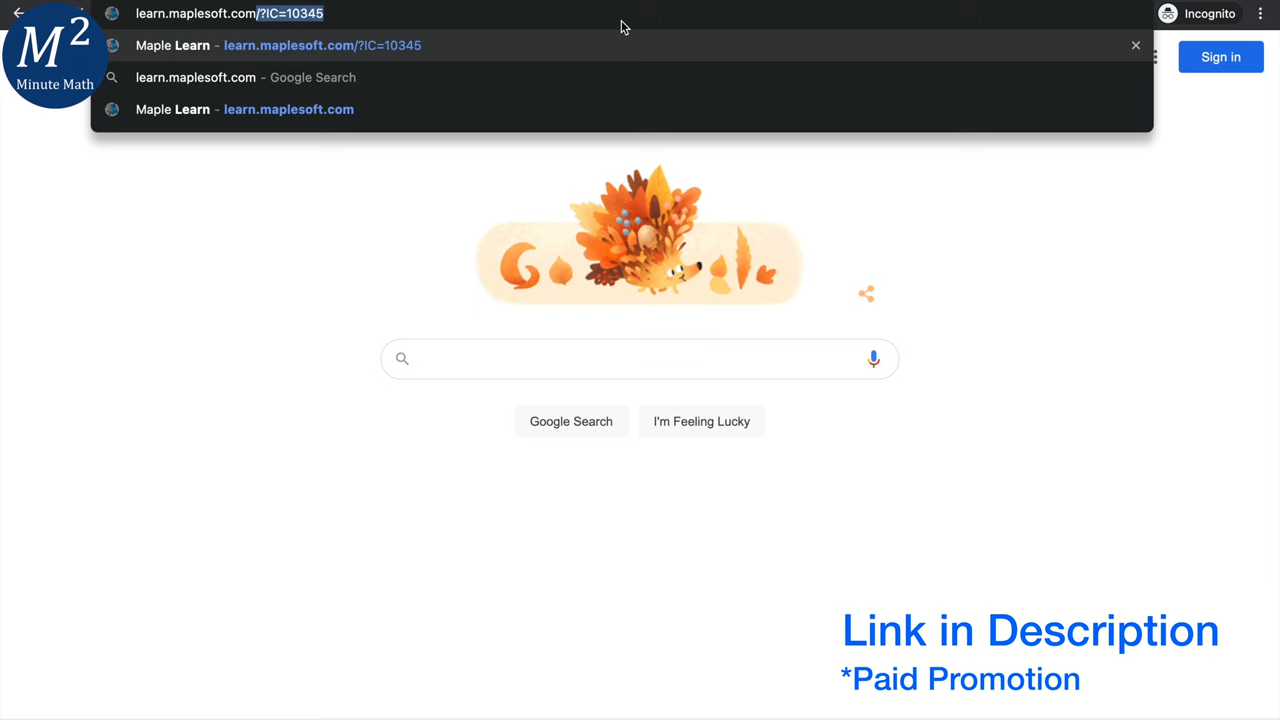 learn.maplesoft.com/?IC=10345
Incognito
M²
Minute Math
Maple Learn - learn.maplesoft.com/?IC=10345
Sign in
learn.maplesoft.com - Google Search
Maple Learn - learn.maplesoft.com
Google Search
I'm Feeling Lucky
Link in Description
*Paid Promotion